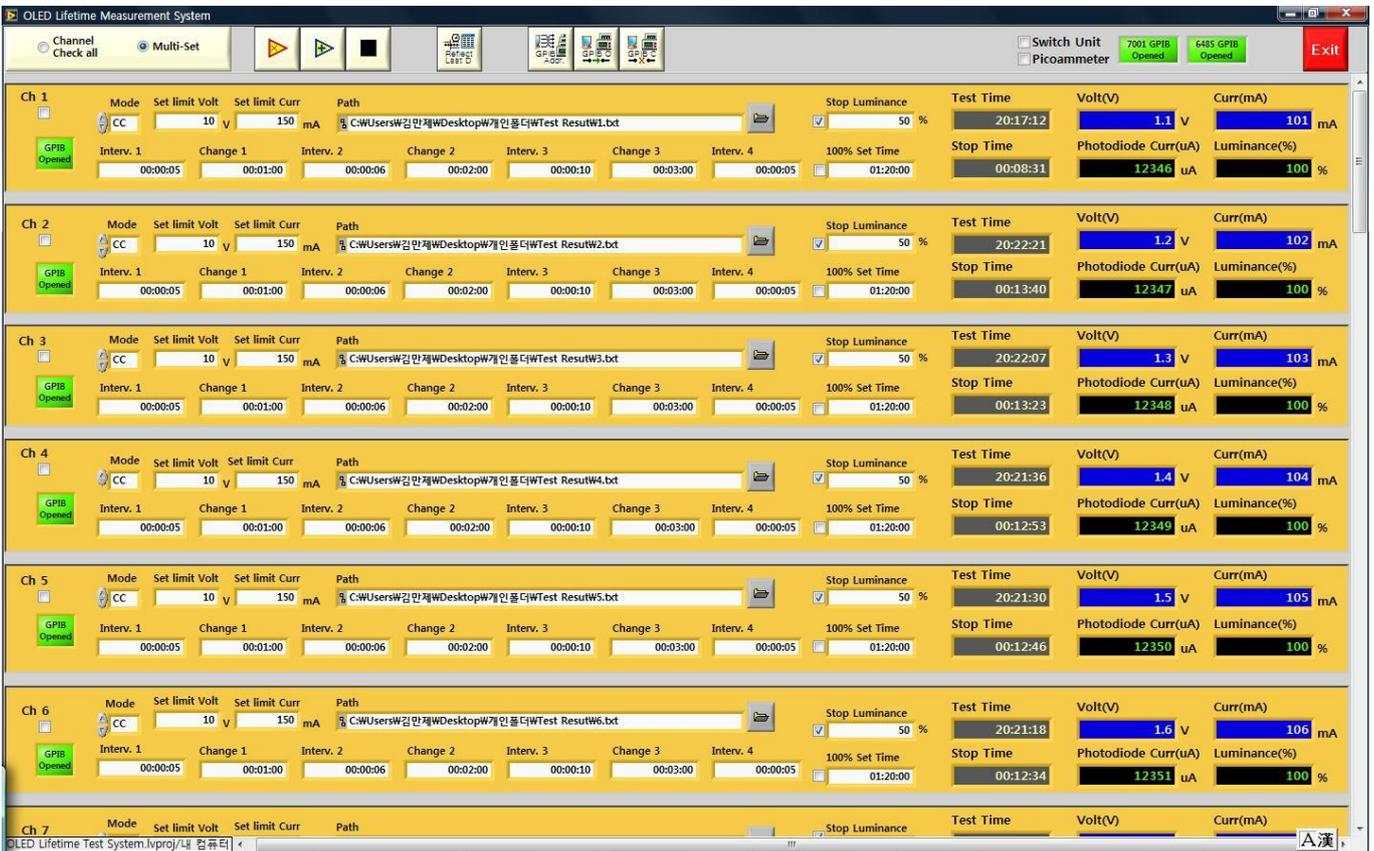 OLED Lifetime Measurement System
Channel Check all Multi-Set Reflect Last D GPIB Addr. GPIB O GPIB C Switch Unit Picoammeter 7001 GPIB Opened 6485 GPIB Opened Exit
Ch 1 Mode Set limit Volt Set limit Curr Path Stop Luminance Test Time Volt(V) Curr(mA)
CC 10 V 150 mA C:₩Users₩김만제₩Desktop₩개인폴더₩Test Resut₩1.txt 50 % 20:17:12 1.1 V 101 mA
GPIB Opened Interv. 1 Change 1 Interv. 2 Change 2 Interv. 3 Change 3 Interv. 4 100% Set Time Stop Time Photodiode Curr(uA) Luminance(%)
00:00:05 00:01:00 00:00:06 00:02:00 00:00:10 00:03:00 00:00:05 01:20:00 00:08:31 12346 uA 100 %
Ch 2 Mode Set limit Volt Set limit Curr Path Stop Luminance Test Time Volt(V) Curr(mA)
CC 10 V 150 mA C:₩Users₩김만제₩Desktop₩개인폴더₩Test Resut₩2.txt 50 % 20:22:21 1.2 V 102 mA
GPIB Opened Interv. 1 Change 1 Interv. 2 Change 2 Interv. 3 Change 3 Interv. 4 100% Set Time Stop Time Photodiode Curr(uA) Luminance(%)
00:00:05 00:01:00 00:00:06 00:02:00 00:00:10 00:03:00 00:00:05 01:20:00 00:13:40 12347 uA 100 %
Ch 3 Mode Set limit Volt Set limit Curr Path Stop Luminance Test Time Volt(V) Curr(mA)
CC 10 V 150 mA C:₩Users₩김만제₩Desktop₩개인폴더₩Test Resut₩3.txt 50 % 20:22:07 1.3 V 103 mA
GPIB Opened Interv. 1 Change 1 Interv. 2 Change 2 Interv. 3 Change 3 Interv. 4 100% Set Time Stop Time Photodiode Curr(uA) Luminance(%)
00:00:05 00:01:00 00:00:06 00:02:00 00:00:10 00:03:00 00:00:05 01:20:00 00:13:23 12348 uA 100 %
Ch 4 Mode Set limit Volt Set limit Curr Path Stop Luminance Test Time Volt(V) Curr(mA)
CC 10 V 150 mA C:₩Users₩김만제₩Desktop₩개인폴더₩Test Resut₩4.txt 50 % 20:21:36 1.4 V 104 mA
GPIB Opened Interv. 1 Change 1 Interv. 2 Change 2 Interv. 3 Change 3 Interv. 4 100% Set Time Stop Time Photodiode Curr(uA) Luminance(%)
00:00:05 00:01:00 00:00:06 00:02:00 00:00:10 00:03:00 00:00:05 01:20:00 00:12:53 12349 uA 100 %
Ch 5 Mode Set limit Volt Set limit Curr Path Stop Luminance Test Time Volt(V) Curr(mA)
CC 10 V 150 mA C:₩Users₩김만제₩Desktop₩개인폴더₩Test Resut₩5.txt 50 % 20:21:30 1.5 V 105 mA
GPIB Opened Interv. 1 Change 1 Interv. 2 Change 2 Interv. 3 Change 3 Interv. 4 100% Set Time Stop Time Photodiode Curr(uA) Luminance(%)
00:00:05 00:01:00 00:00:06 00:02:00 00:00:10 00:03:00 00:00:05 01:20:00 00:12:46 12350 uA 100 %
Ch 6 Mode Set limit Volt Set limit Curr Path Stop Luminance Test Time Volt(V) Curr(mA)
CC 10 V 150 mA C:₩Users₩김만제₩Desktop₩개인폴더₩Test Resut₩6.txt 50 % 20:21:18 1.6 V 106 mA
GPIB Opened Interv. 1 Change 1 Interv. 2 Change 2 Interv. 3 Change 3 Interv. 4 100% Set Time Stop Time Photodiode Curr(uA) Luminance(%)
00:00:05 00:01:00 00:00:06 00:02:00 00:00:10 00:03:00 00:00:05 01:20:00 00:12:34 12351 uA 100 %
Ch 7 Mode Set limit Volt Set limit Curr Path Stop Luminance Test Time Volt(V) Curr(mA)
OLED Lifetime Test System.lvproj/내 컴퓨터 A漢